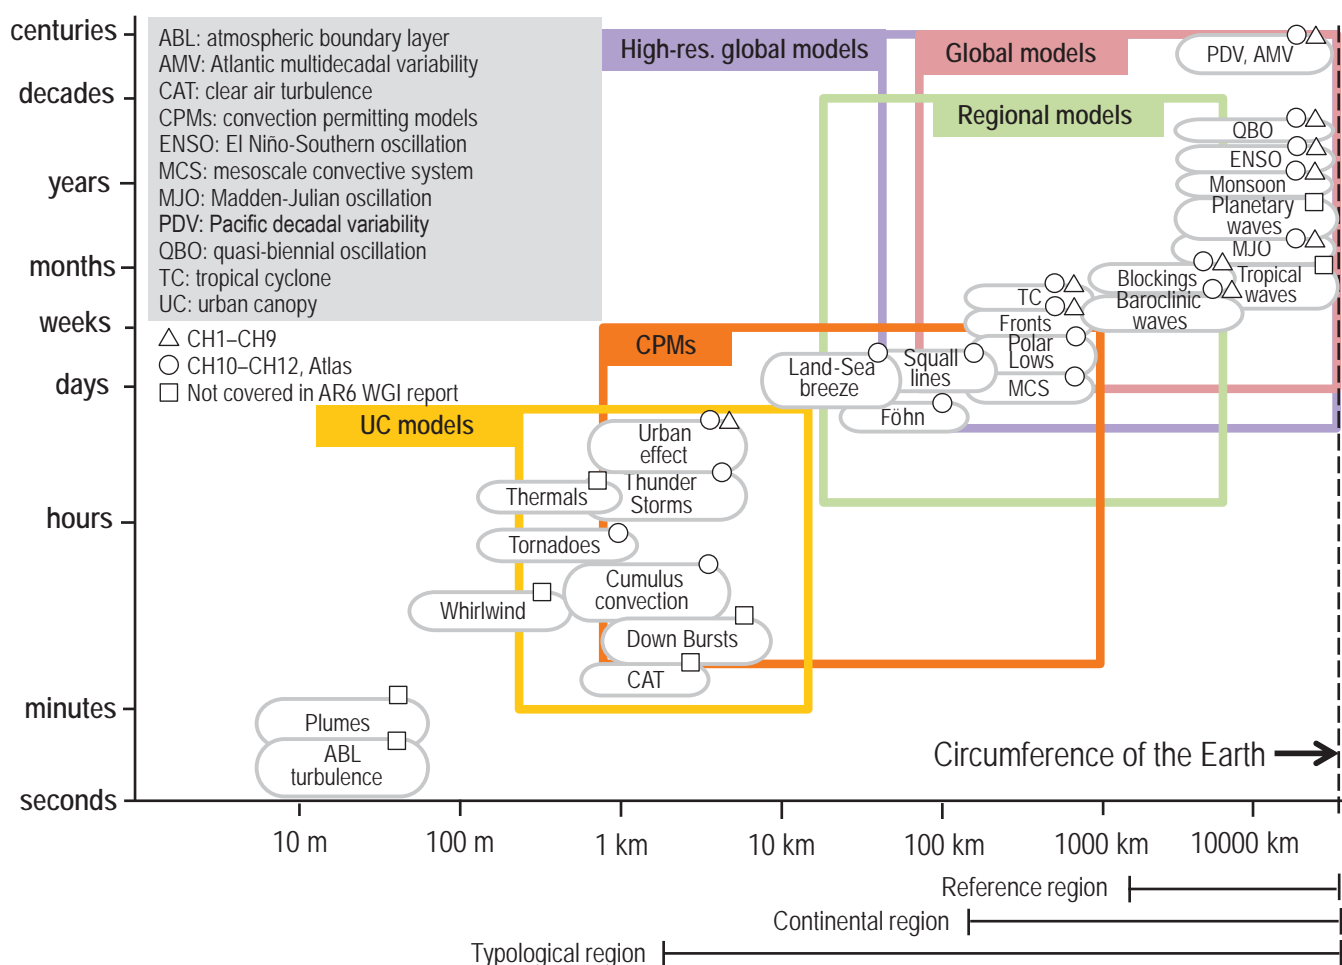 centuries
decades
years
months
weeks
days
hours
minutes
seconds
ABL: atmospheric boundary layer
AMV: Atlantic multidecadal variability
CAT: clear air turbulence
CPMs: convection permitting models
ENSO: El Niño-Southern oscillation
MCS: mesoscale convective system
MJO: Madden-Julian oscillation
PDV: Pacific decadal variability
QBO: quasi-biennial oscillation
TC: tropical cyclone
UC: urban canopy
CH1–CH9
CH10–CH12, Atlas
Not covered in AR6 WGI report
High-res. global models
Global models
Regional models
CPMs
UC models
PDV, AMV
QBO
ENSO
Monsoon
Planetary
waves
MJO
Tropical
waves
Blockings
Baroclinic
waves
TC
Fronts
Polar
Lows
MCS
Squall
lines
Land-Sea
breeze
Föhn
Urban
effect
Thunder
Storms
Thermals
Tornadoes
Cumulus
convection
Whirlwind
Down Bursts
CAT
Plumes
ABL
turbulence
Circumference of the Earth
10 m
100 m
1 km
10 km
100 km
1000 km
10000 km
Reference region
Continental region
Typological region